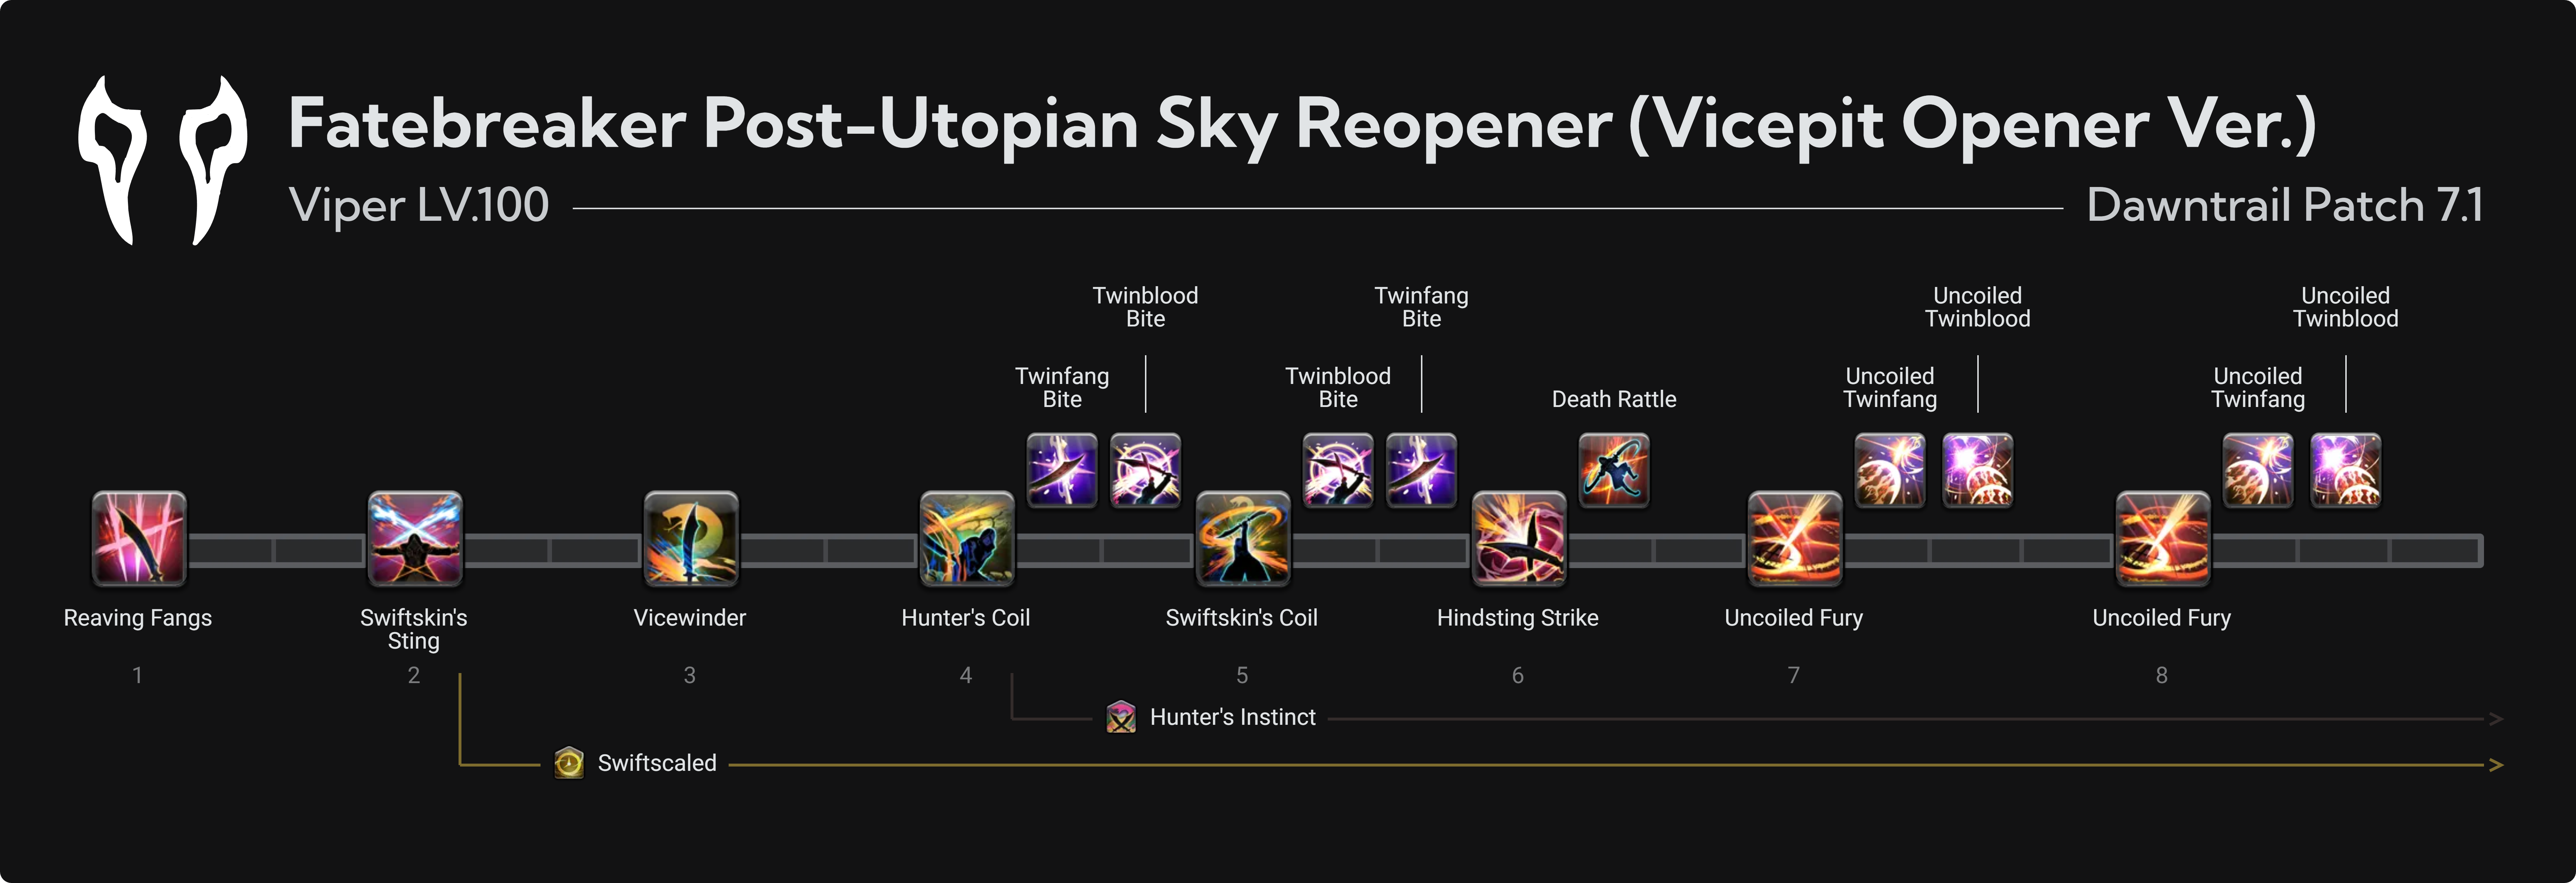 Fatebreaker Post-Utopian Sky Reopener (Vicepit Opener Ver.)
Viper LV.100
Dawntrail Patch 7.1
Twinblood
Bite
Twinfang
Bite
Uncoiled
Twinblood
Uncoiled
Twinblood
Twinfang
Bite
Twinblood
Bite
Death Rattle
Uncoiled
Twinfang
Uncoiled
Twinfang
Reaving Fangs
Swiftskin's
Sting
Vicewinder
Hunter's Coil
Swiftskin's Coil
Hindsting Strike
Uncoiled Fury
Uncoiled Fury
1
2
3
4
5
6
7
8
Hunter's Instinct
Swiftscaled